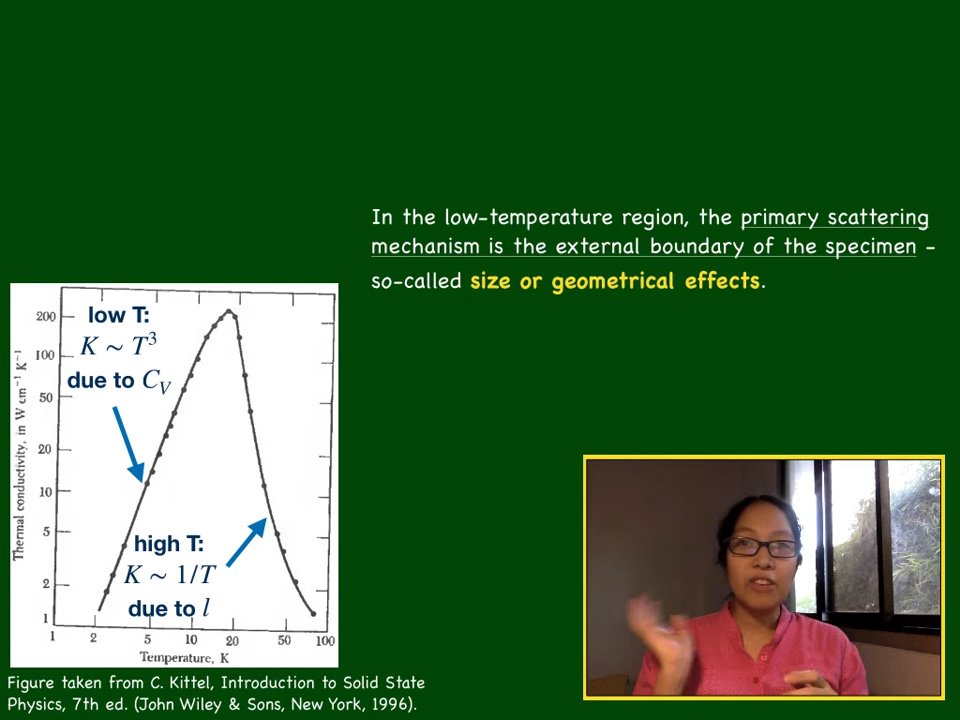 In the low-temperature region, the primary scattering
mechanism is the external boundary of the specimen -
so-called size or geometrical effects.
low T:
K ∼ T³
due to C_V
high T:
K ∼ 1/T
due to l
Thermal conductivity, in W cm⁻¹ K⁻¹
200
100
50
20
10
5
2
1
1 2 5 10 20 50 100
Temperature, K
Figure taken from C. Kittel, Introduction to Solid State
Physics, 7th ed. (John Wiley & Sons, New York, 1996).